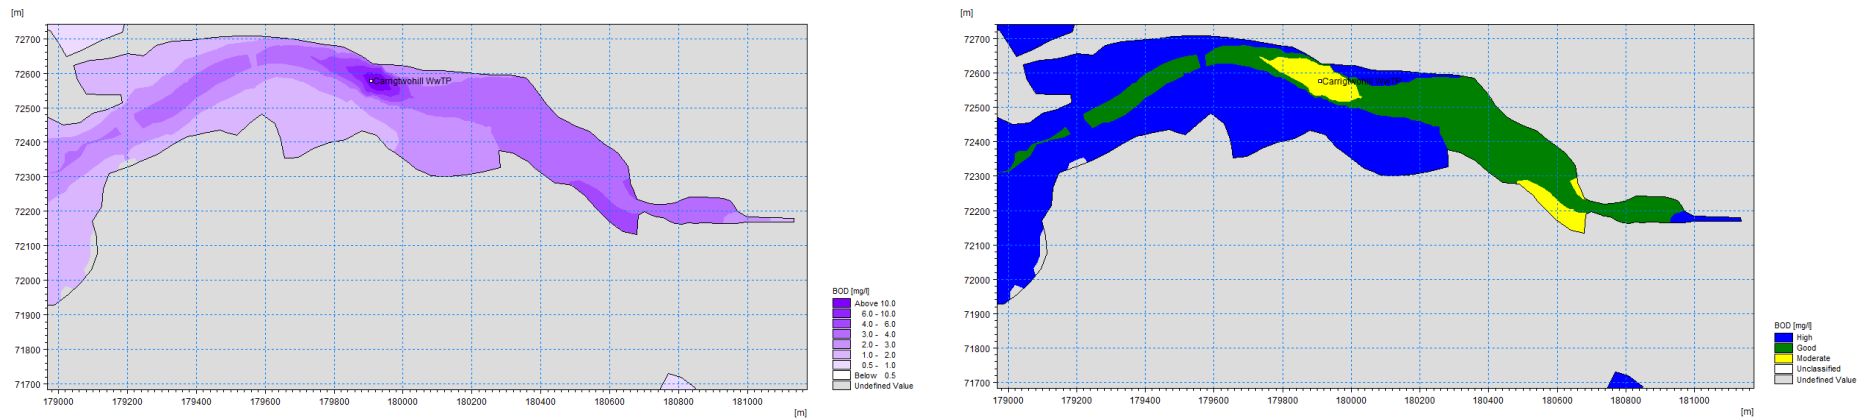 [m]
72700
72600
72500
72400
72300
72200
72100
72000
71900
71800
71700
Carrigtwohill WwTP
179000 179200 179400 179600 179800 180000 180200 180400 180600 180800 181000
[m]
BOD [mg/l]
Above 10.0
6.0 - 10.0
4.0 - 6.0
3.0 - 4.0
2.0 - 3.0
1.0 - 2.0
0.5 - 1.0
Below 0.5
Undefined Value
[m]
72700
72600
72500
72400
72300
72200
72100
72000
71900
71800
71700
Carrigtwohill WwTP
179000 179200 179400 179600 179800 180000 180200 180400 180600 180800 181000
[m]
BOD [mg/l]
High
Good
Moderate
Unclassified
Undefined Value